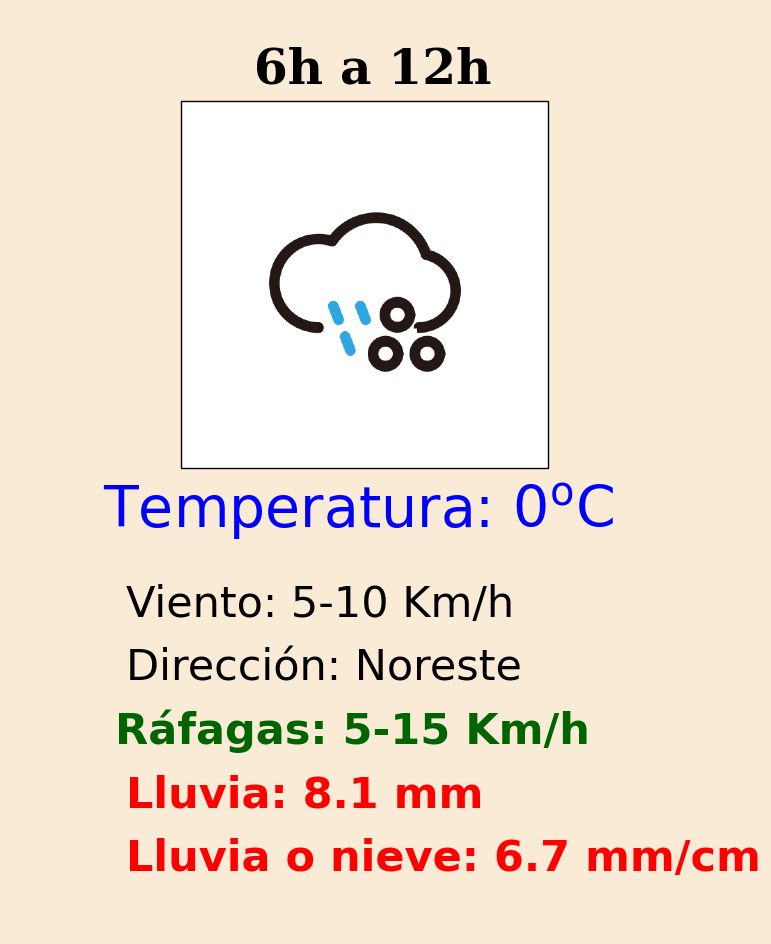 6h a 12h
Temperatura: 0ºC
Viento: 5-10 Km/h
Dirección: Noreste
Ráfagas: 5-15 Km/h
Lluvia: 8.1 mm
Lluvia o nieve: 6.7 mm/cm